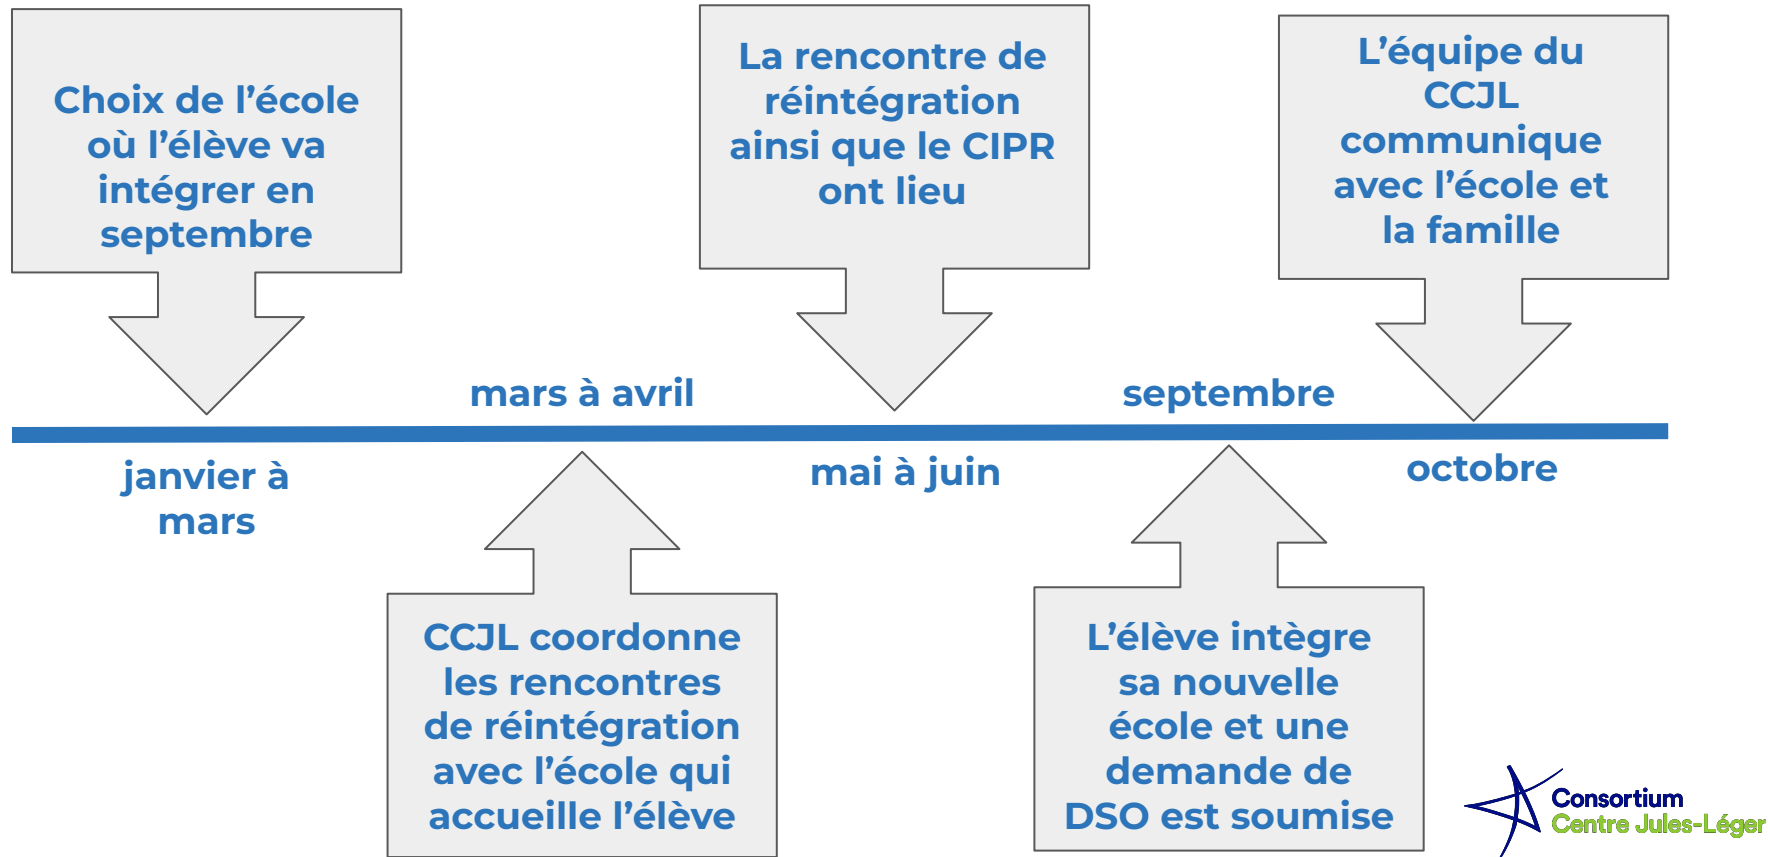 Choix de l’école
où l’élève va
intégrer en
septembre
La rencontre de
réintégration
ainsi que le CIPR
ont lieu
L’équipe du
CCJL
communique
avec l’école et
la famille
mars à avril
septembre
janvier à
mars
mai à juin
octobre
CCJL coordonne
les rencontres
de réintégration
avec l’école qui
accueille l’élève
L’élève intègre
sa nouvelle
école et une
demande de
DSO est soumise
Consortium
Centre Jules-Léger